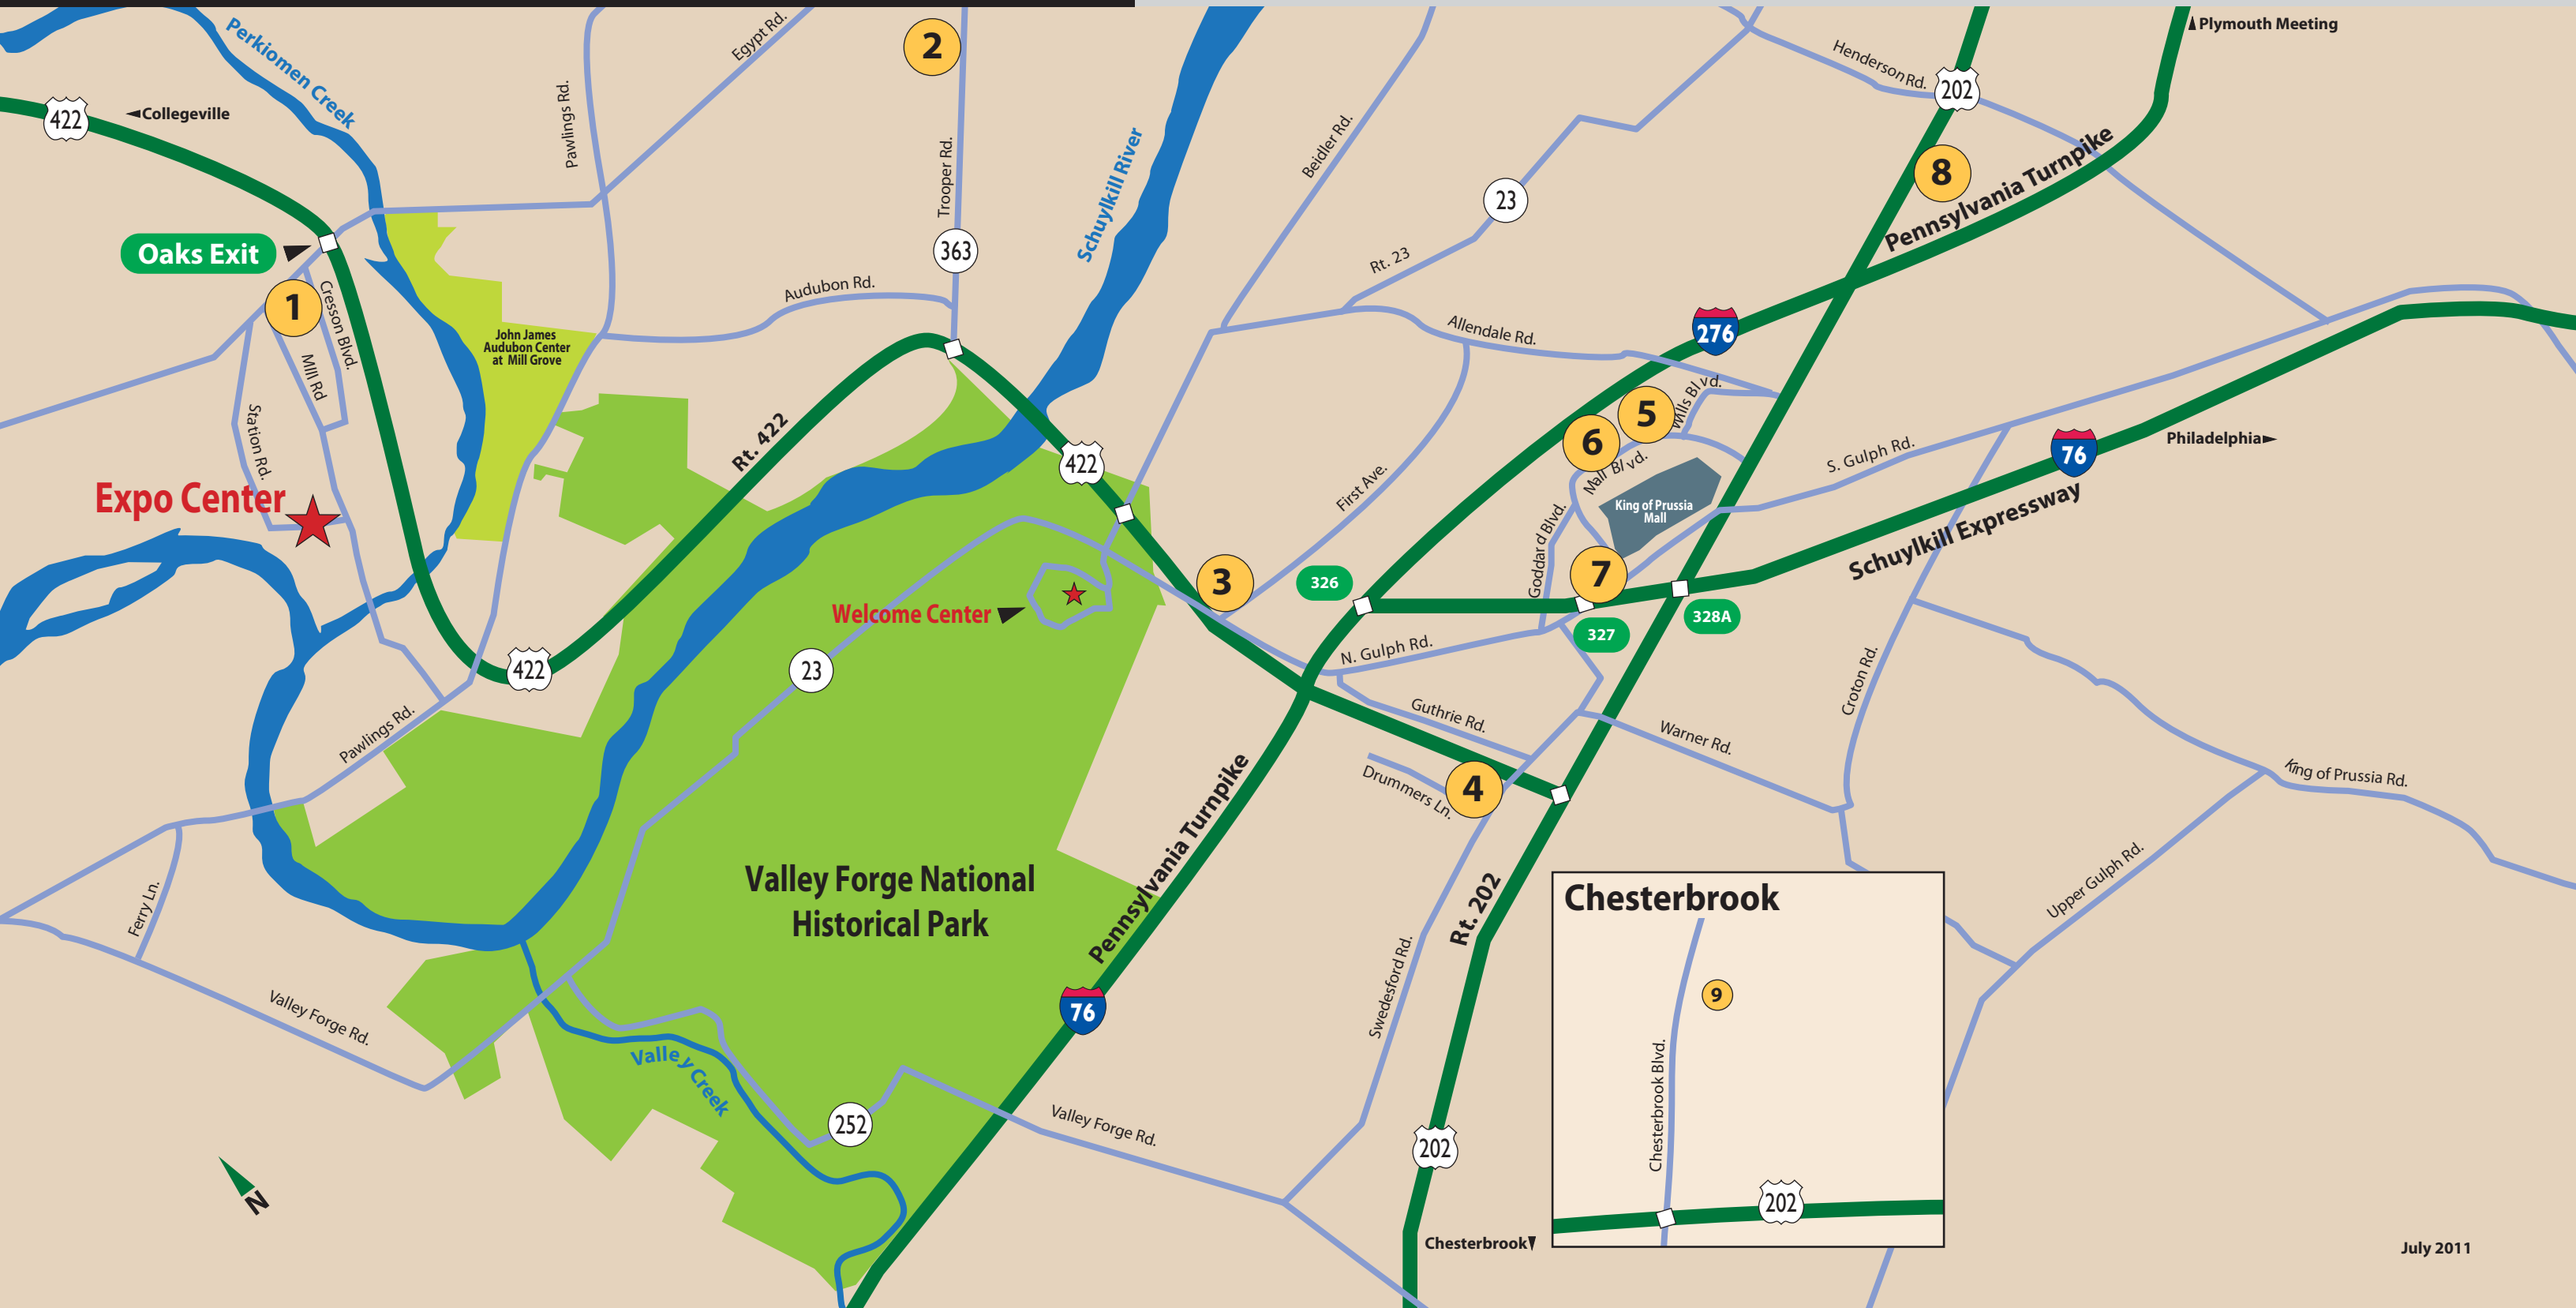 Plymouth Meeting
Perkiomen Creek
Egypt Rd.
2
Henderson Rd.
202
422
Collegeville
Pawlings Rd.
Trooper Rd.
Schuylkill River
Beidler Rd.
8
Pennsylvania Turnpike
23
Oaks Exit
363
Rt. 23
1
Cresson Blvd.
Audubon Rd.
John James
Audubon Center
at Mill Grove
Allendale Rd.
276
Mill Rd
Station Rd.
Rt. 422
422
First Ave.
5
6
Mall Blvd.
King of Prussia
Mall
S. Gulph Rd.
76
Philadelphia
Expo Center
Schuylkill Expressway
Goddard Blvd.
3
326
7
327
328A
Welcome Center
23
422
N. Gulph Rd.
Croton Rd.
Pawlings Rd.
Guthrie Rd.
Warner Rd.
Drummers Ln.
4
King of Prussia Rd.
Pennsylvania Turnpike
Valley Forge National
Historical Park
Ferry Ln.
Rt. 202
Upper Gulph Rd.
Chesterbrook
9
Swedesford Rd.
Valley Forge Rd.
76
Valley Creek
252
Valley Forge Rd.
202
Chesterbrook Blvd.
202
N
Chesterbrook
July 2011